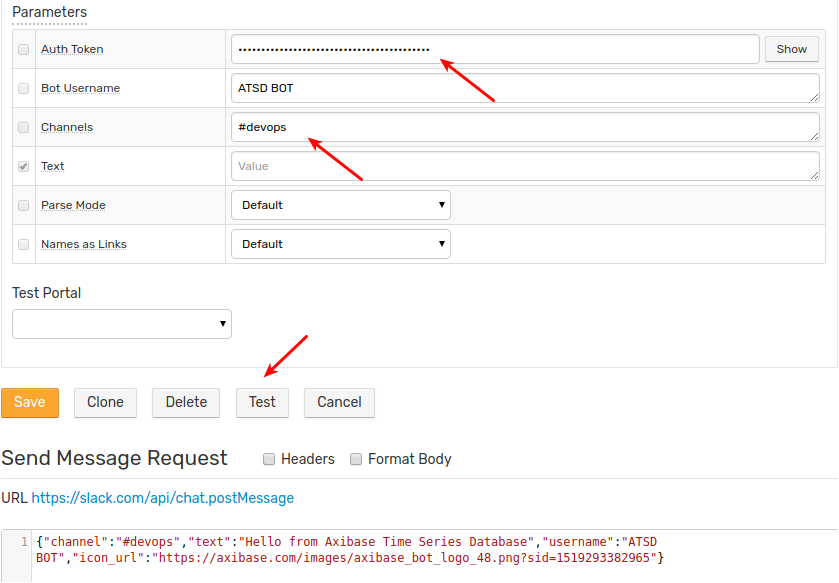 Parameters
Auth Token •••••••••••••••••••••••••••••••••••••••••• Show
Bot Username ATSD BOT
Channels #devops
Text Value
Parse Mode Default
Names as Links Default
Test Portal
Save Clone Delete Test Cancel
Send Message Request Headers Format Body
URL https://slack.com/api/chat.postMessage
1 {"channel":"#devops","text":"Hello from Axibase Time Series Database","username":"ATSD
BOT","icon_url":"https://axibase.com/images/axibase_bot_logo_48.png?sid=1519293382965"}